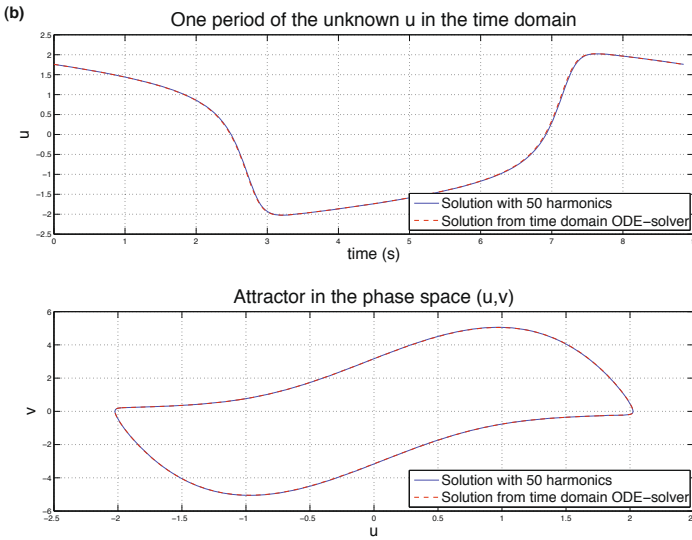 (b)
One period of the unknown u in the time domain
2.5
2
1.5
1
0.5
0
−0.5
−1
−1.5
−2
−2.5
u
0 1 2 3 4 5 6 7 8 9
time (s)
Solution with 50 harmonics
Solution from time domain ODE−solver
Attractor in the phase space (u,v)
6
4
2
0
−2
−4
−6
v
−2.5 −2 −1.5 −1 −0.5 0 0.5 1 1.5 2 2.5
u
Solution with 50 harmonics
Solution from time domain ODE−solver